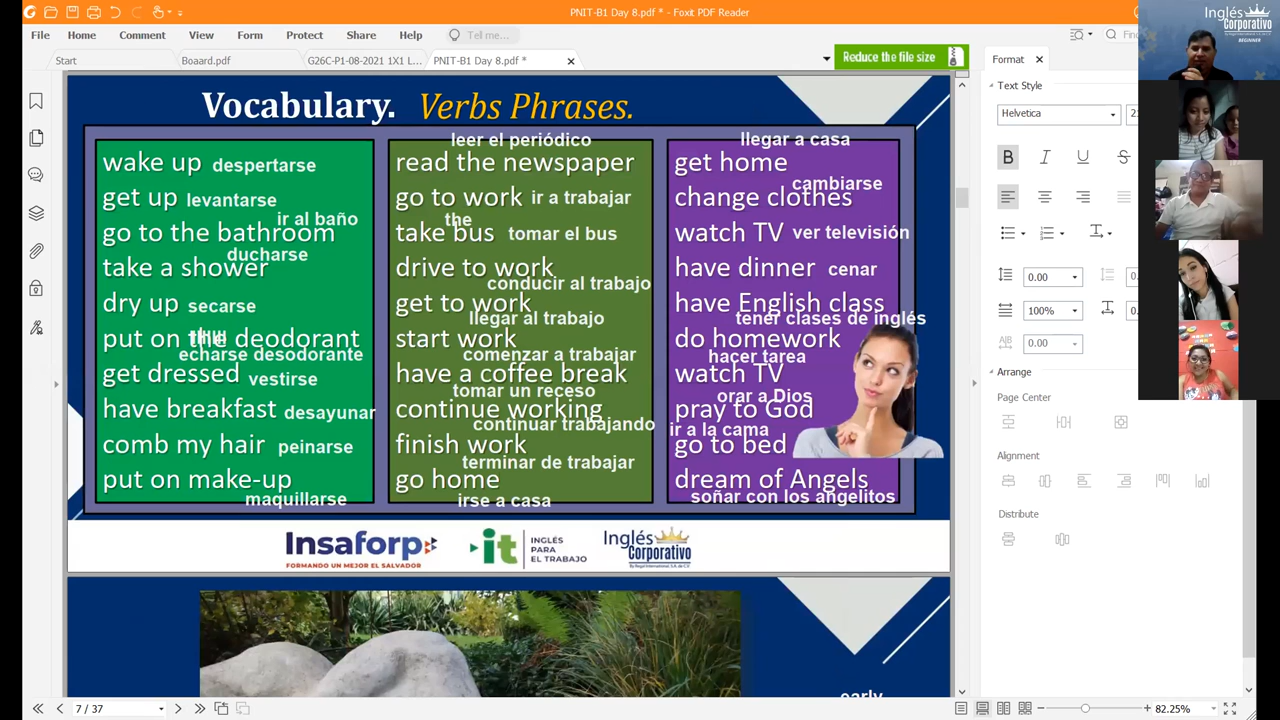 PNIT-B1 Day 8.pdf * - Foxit PDF Reader
File Home Comment View Form Protect Share Help Tell me...
Start Boaard.pdf G26C-P1-08-2021 1X1 L... PNIT-B1 Day 8.pdf *
Reduce the file size
Vocabulary. Verbs Phrases.
wake up despertarse
get up levantarse
ir al baño
go to the bathroom
ducharse
take a shower
dry up secarse
put on the deodorant
echarse desodorante
get dressed vestirse
have breakfast desayunar
comb my hair peinarse
put on make-up
maquillarse
leer el periódico
read the newspaper
go to work ir a trabajar
the
take bus tomar el bus
drive to work
conducir al trabajo
get to work
llegar al trabajo
start work
comenzar a trabajar
have a coffee break
tomar un receso
continue working
continuar trabajando
finish work
terminar de trabajar
go home
irse a casa
llegar a casa
get home
cambiarse
change clothes
watch TV ver televisión
have dinner cenar
have English class
tener clases de inglés
do homework
hacer tarea
watch TV
orar a Dios
pray to God
ir a la cama
go to bed
dream of Angels
soñar con los angelitos
Insaforp
FORMANDO UN MEJOR EL SALVADOR
it
INGLÉS
PARA
EL TRABAJO
Inglés
Corporativo
early
7 / 37
82.25%
Format
Text Style
Helvetica
B I U S
0.00
100%
0.00
Arrange
Page Center
Alignment
Distribute
Inglés
Corporativo
BEGINNER